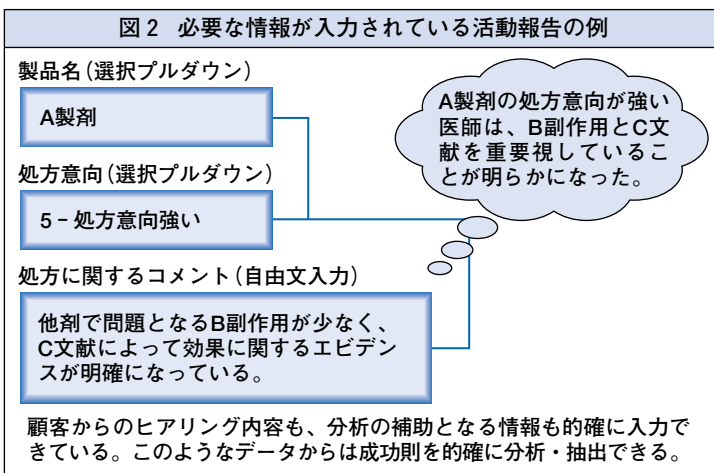 図2 必要な情報が入力されている活動報告の例
製品名(選択プルダウン)
A製剤
A製剤の処方意向が強い
医師は、B副作用とC文
献を重要視しているこ
とが明らかになった。
処方意向(選択プルダウン)
5－処方意向強い
処方に関するコメント(自由文入力)
他剤で問題となるB副作用が少なく、
C文献によって効果に関するエビデン
スが明確になっている。
顧客からのヒアリング内容も、分析の補助となる情報も的確に入力で
きている。このようなデータからは成功則を的確に分析・抽出できる。